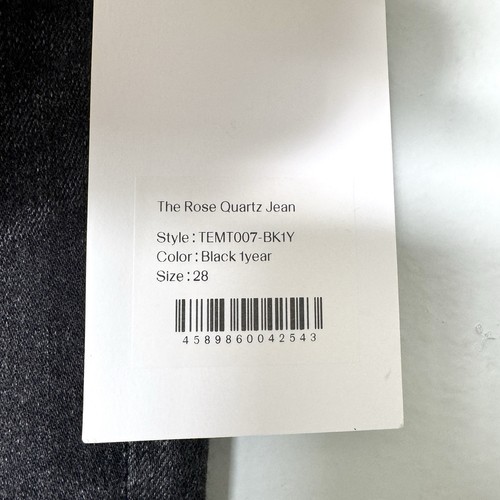 The Rose Quartz Jean
Style : TEMT007-BK1Y
Color : Black 1year
Size : 28
4589860042543